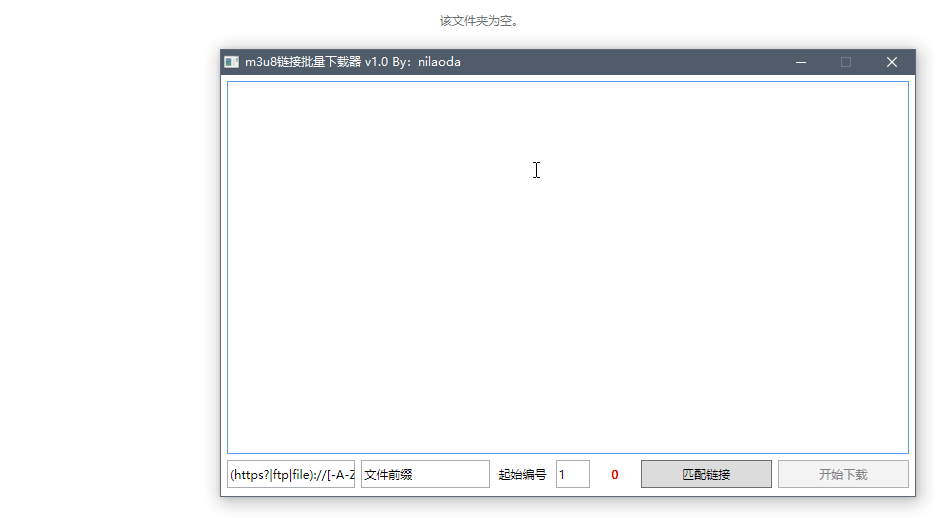 该文件夹为空。
m3u8链接批量下载器 v1.0 By：nilaoda
(https?|ftp|file)://[-A-Z 文件前缀 起始编号 1 0 匹配链接 开始下载